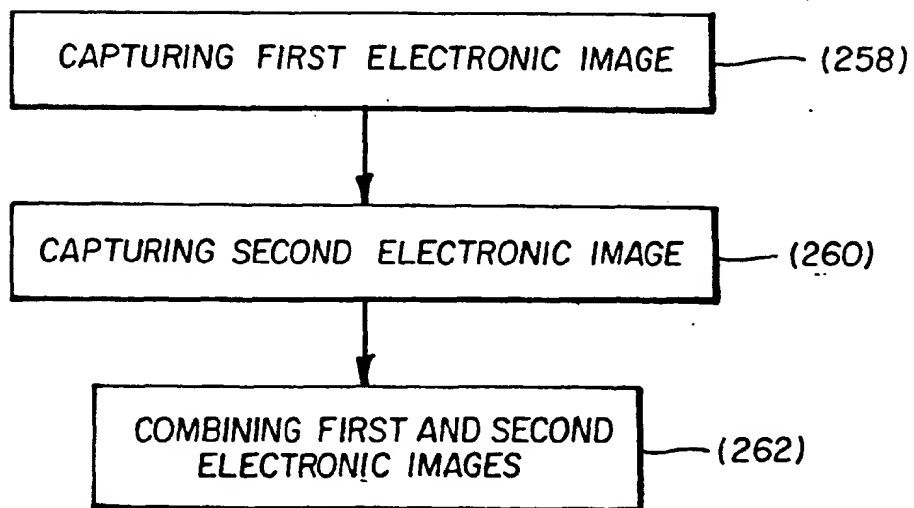 CAPTURING FIRST ELECTRONIC IMAGE (258)
CAPTURING SECOND ELECTRONIC IMAGE (260)
COMBINING FIRST AND SECOND
ELECTRONIC IMAGES
(262)